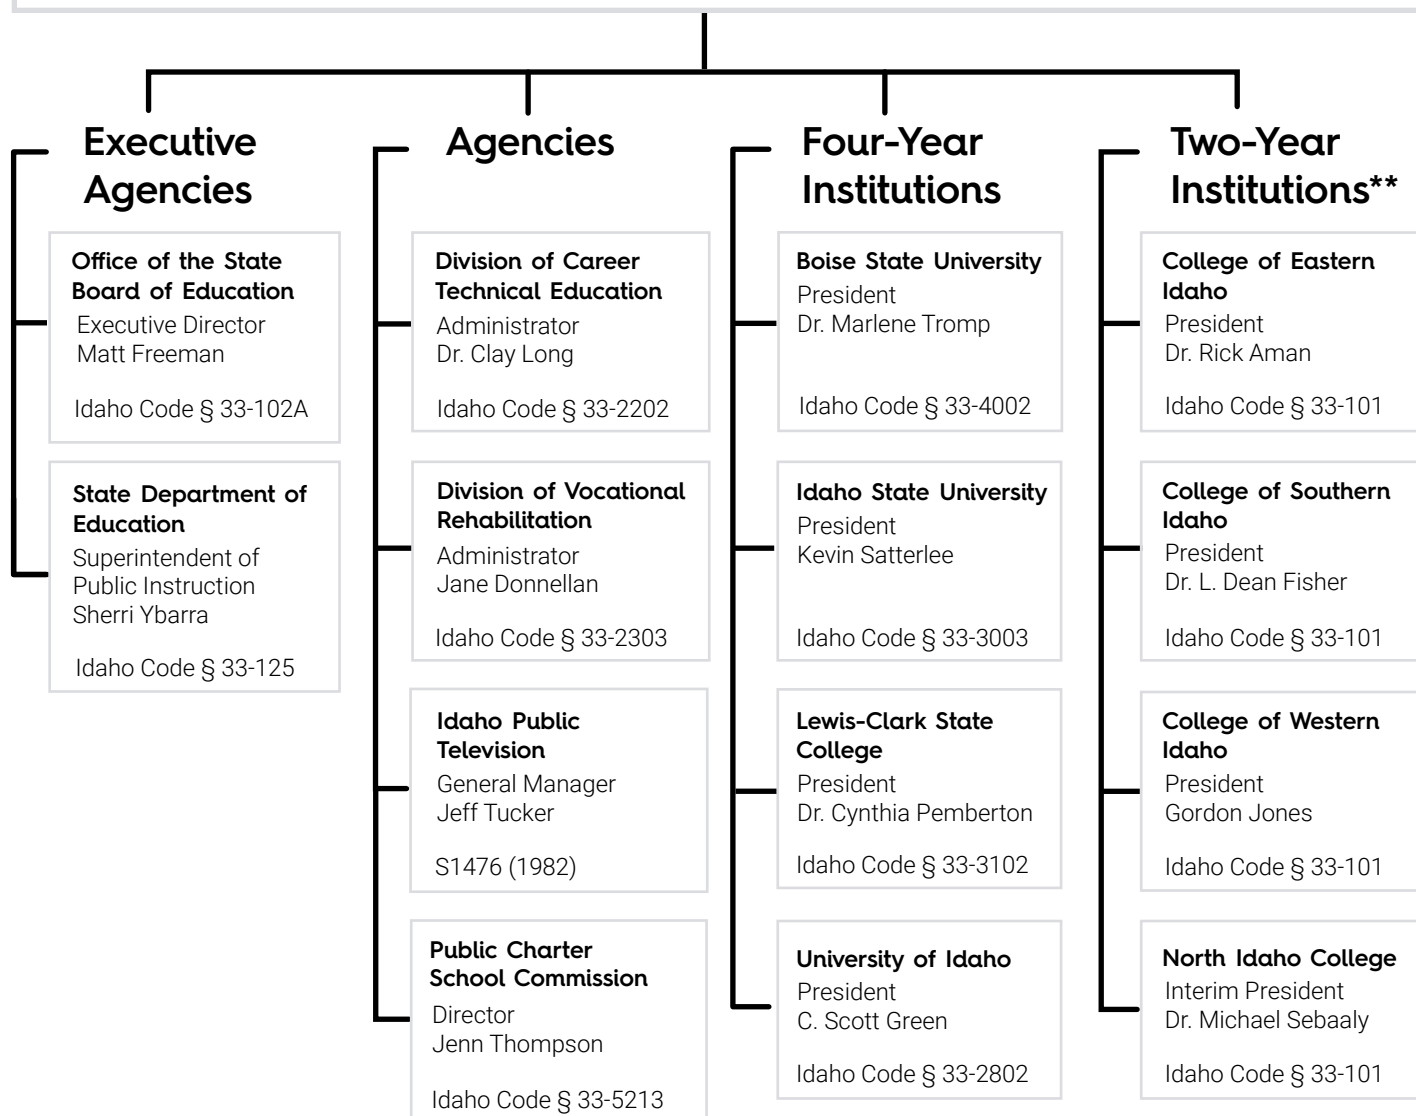 Executive
Agencies
Office of the State
Board of Education
Executive Director
Matt Freeman
Idaho Code § 33-102A
State Department of
Education
Superintendent of
Public Instruction
Sherri Ybarra
Idaho Code § 33-125
Agencies
Division of Career
Technical Education
Administrator
Dr. Clay Long
Idaho Code § 33-2202
Division of Vocational
Rehabilitation
Administrator
Jane Donnellan
Idaho Code § 33-2303
Idaho Public
Television
General Manager
Jeff Tucker
S1476 (1982)
Public Charter
School Commission
Director
Jenn Thompson
Idaho Code § 33-5213
Four-Year
Institutions
Boise State University
President
Dr. Marlene Tromp
Idaho Code § 33-4002
Idaho State University
President
Kevin Satterlee
Idaho Code § 33-3003
Lewis-Clark State
College
President
Dr. Cynthia Pemberton
Idaho Code § 33-3102
University of Idaho
President
C. Scott Green
Idaho Code § 33-2802
Two-Year
Institutions**
College of Eastern
Idaho
President
Dr. Rick Aman
Idaho Code § 33-101
College of Southern
Idaho
President
Dr. L. Dean Fisher
Idaho Code § 33-101
College of Western
Idaho
President
Gordon Jones
Idaho Code § 33-101
North Idaho College
Interim President
Dr. Michael Sebaaly
Idaho Code § 33-101